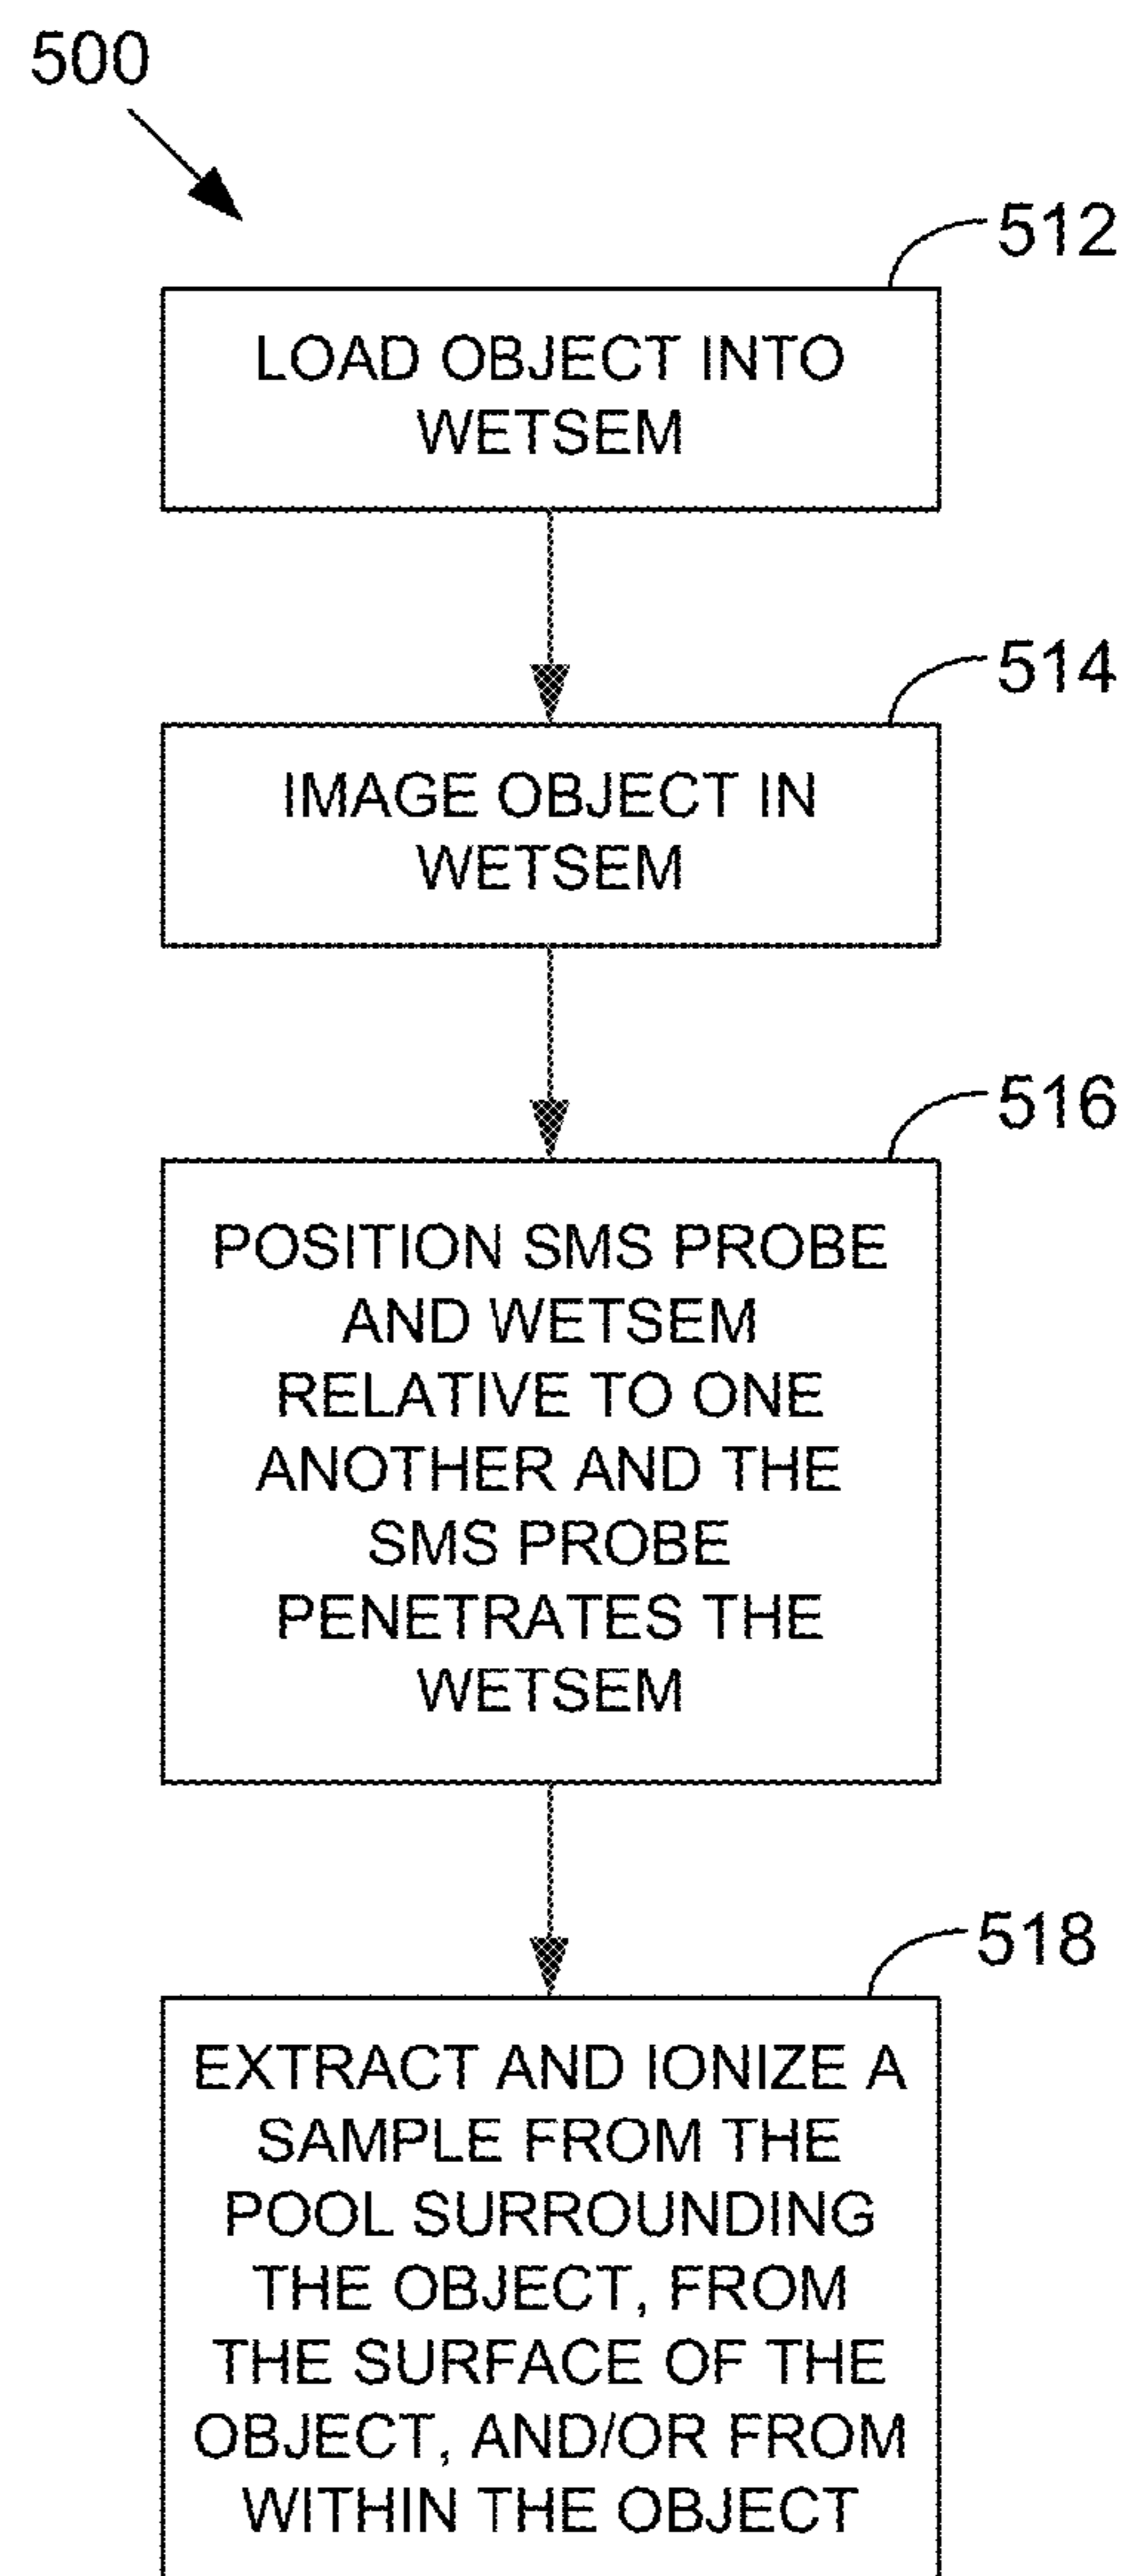 500
512
LOAD OBJECT INTO
WETSEM
514
IMAGE OBJECT IN
WETSEM
516
POSITION SMS PROBE
AND WETSEM
RELATIVE TO ONE
ANOTHER AND THE
SMS PROBE
PENETRATES THE
WETSEM
518
EXTRACT AND IONIZE A
SAMPLE FROM THE
POOL SURROUNDING
THE OBJECT, FROM
THE SURFACE OF THE
OBJECT, AND/OR FROM
WITHIN THE OBJECT